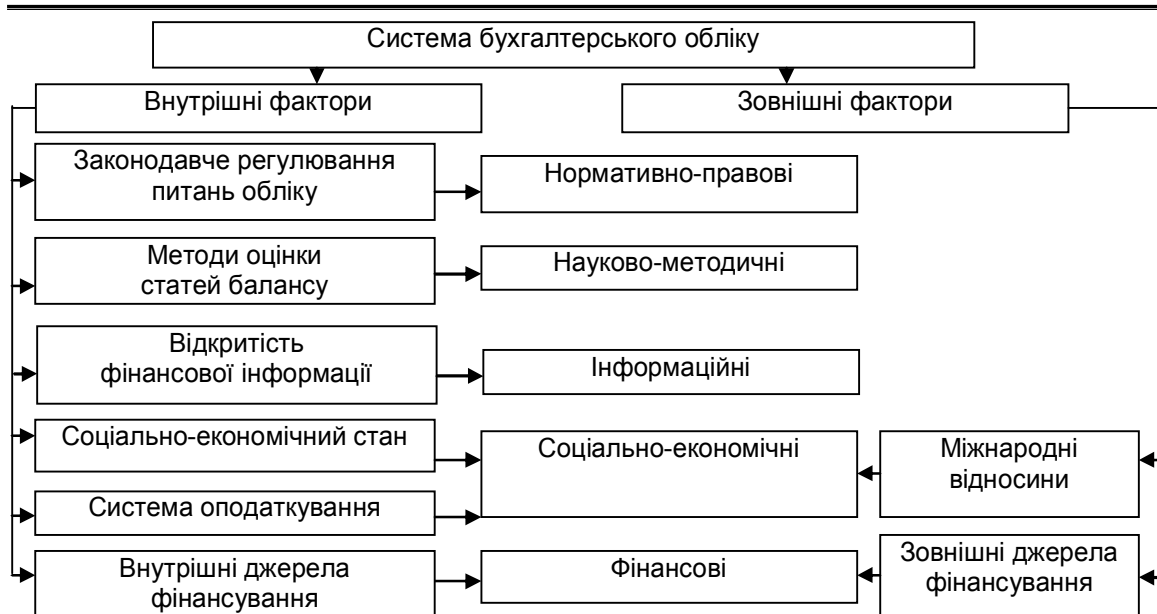 Система бухгалтерського обліку
Внутрішні фактори
Зовнішні фактори
Законодавче регулювання
питань обліку
Нормативно-правові
Методи оцінки
статей балансу
Науково-методичні
Відкритість
фінансової інформації
Інформаційні
Соціально-економічний стан
Соціально-економічні
Міжнародні
відносини
Система оподаткування
Внутрішні джерела
фінансування
Фінансові
Зовнішні джерела
фінансування